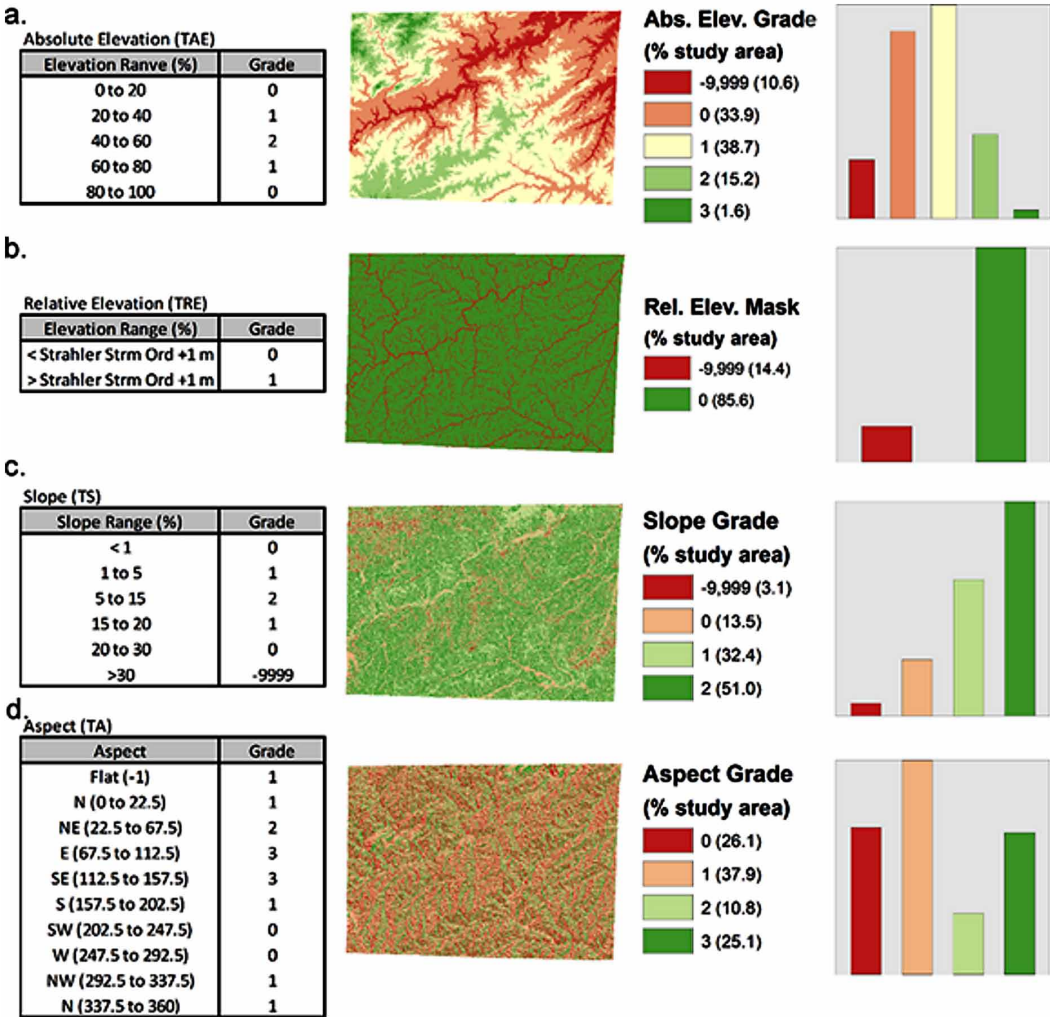 a.
Absolute Elevation (TAE)
Elevation Ranve (%) Grade
0 to 20 0
20 to 40 1
40 to 60 2
60 to 80 1
80 to 100 0
Abs. Elev. Grade
(% study area)
-9,999 (10.6)
0 (33.9)
1 (38.7)
2 (15.2)
3 (1.6)
b.
Relative Elevation (TRE)
Elevation Range (%) Grade
< Strahler Strm Ord +1 m 0
> Strahler Strm Ord +1 m 1
Rel. Elev. Mask
(% study area)
-9,999 (14.4)
0 (85.6)
c.
Slope (TS)
Slope Range (%) Grade
< 1 0
1 to 5 1
5 to 15 2
15 to 20 1
20 to 30 0
>30 -9999
Slope Grade
(% study area)
-9,999 (3.1)
0 (13.5)
1 (32.4)
2 (51.0)
d.
Aspect (TA)
Aspect Grade
Flat (-1) 1
N (0 to 22.5) 1
NE (22.5 to 67.5) 2
E (67.5 to 112.5) 3
SE (112.5 to 157.5) 3
S (157.5 to 202.5) 1
SW (202.5 to 247.5) 0
W (247.5 to 292.5) 0
NW (292.5 to 337.5) 1
N (337.5 to 360) 1
Aspect Grade
(% study area)
0 (26.1)
1 (37.9)
2 (10.8)
3 (25.1)